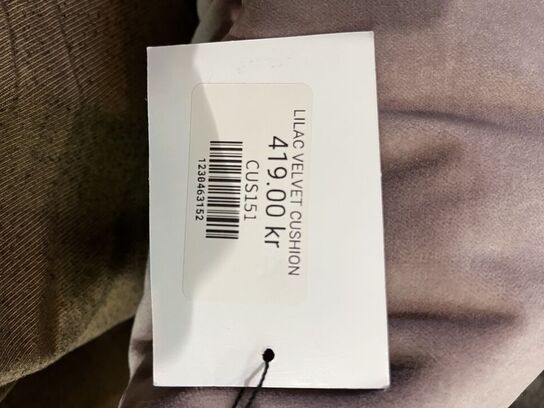 LILAC VELVET CUSHION
419.00 kr
CUS151
1230463152